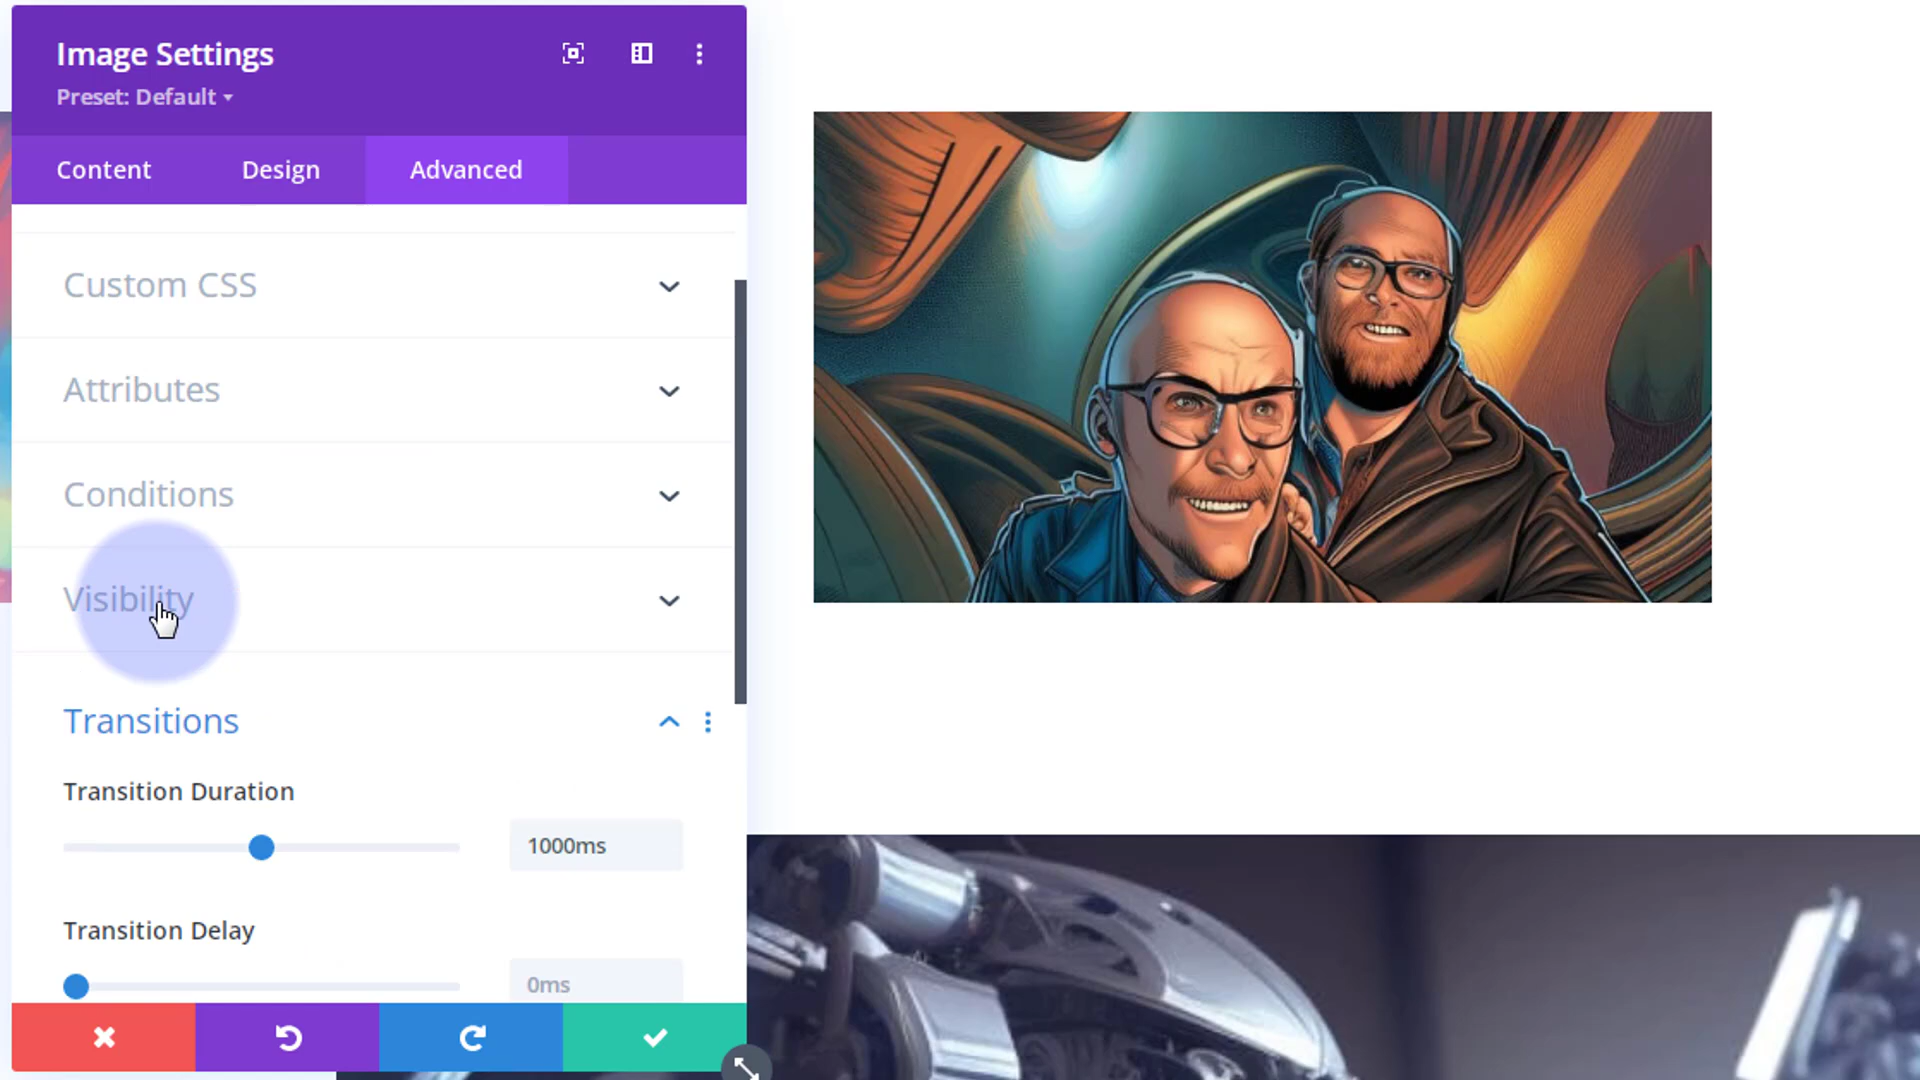 Image Settings
Preset: Default
Content Design Advanced
Custom CSS
Attributes
Conditions
Visibility
Transitions
Transition Duration
1000ms
Transition Delay
0ms